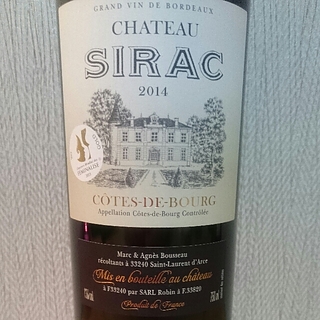 GRAND VIN DE BORDEAUX
CHATEAU
SIRAC
2014
CÔTES-DE-BOURG
Appellation Côtes-de-Bourg Contrôlée
Marc & Agnès Bousseau
récoltants à 33240 Saint-Laurent d'Arce
Mis en bouteille au château
à F33240 par SARL Robin à F.33820
Produit de France